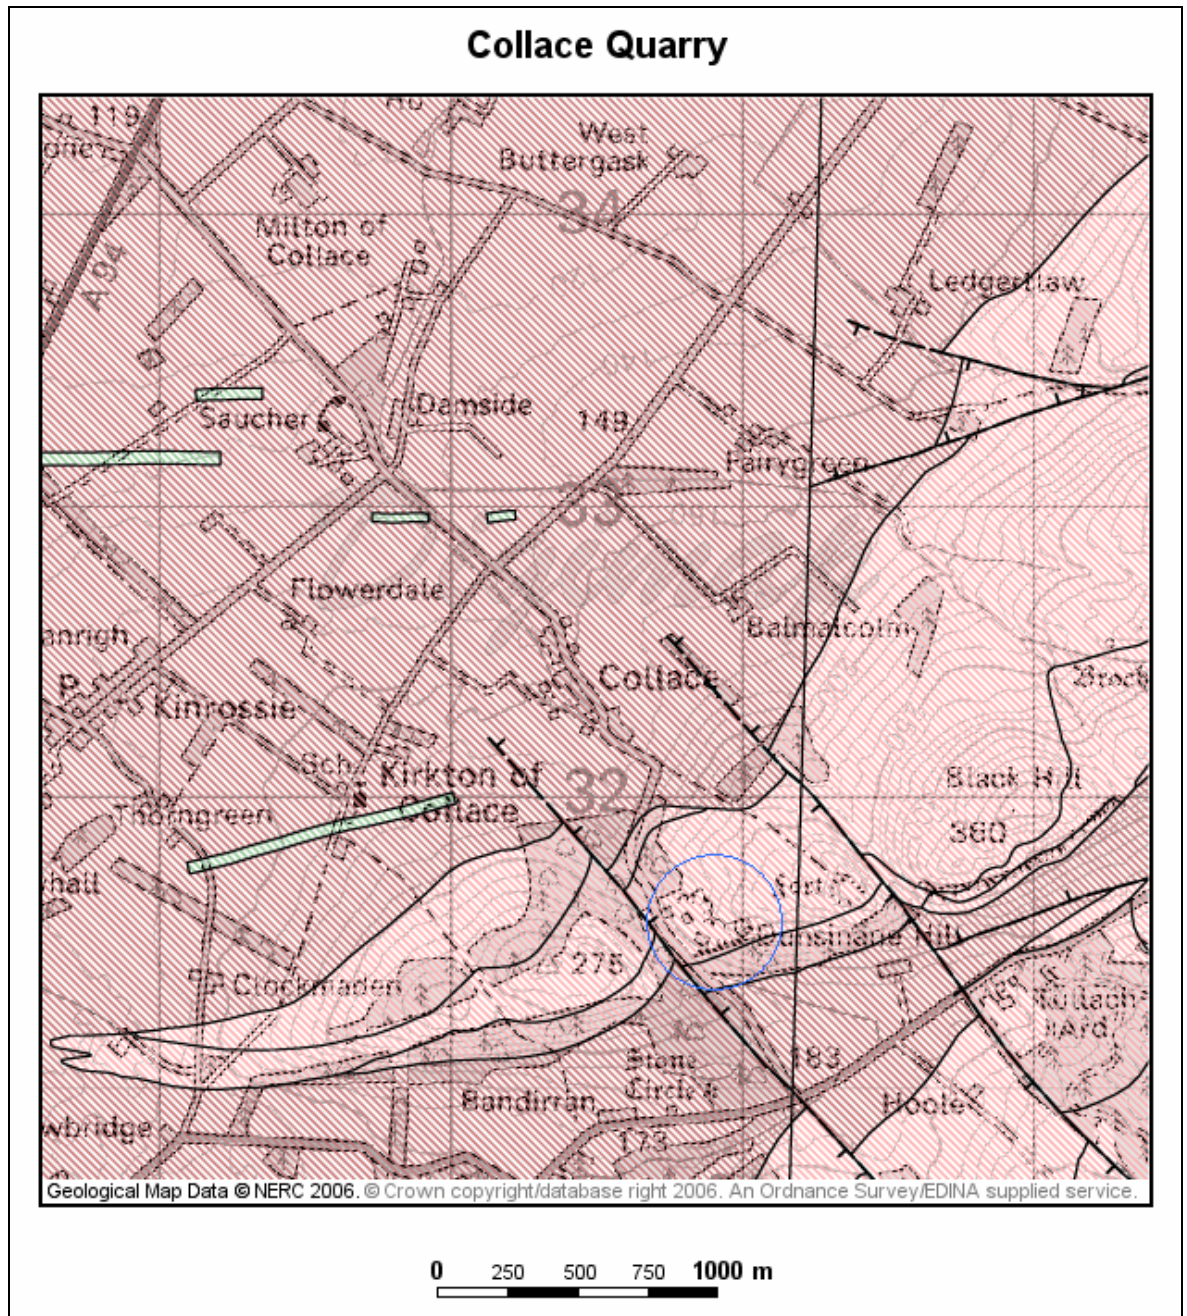 Collace Quarry
119
West
Buttergask
34
Milton of
Collace
A 94
Ledgertlaw
Saucher
Damside
149
Fairygreen
33
Flowerdale
Balmalcolm
Collace
Kinrossie
Sch
Kirkton of
Collace
32
Black Hill
360
Thorngreen
fort
Dunsinane Hill
275
Clockmaden
183
Stone
Circle
Bandirran
Hoole
173
Geological Map Data © NERC 2006. © Crown copyright/database right 2006. An Ordnance Survey/EDINA supplied service.
0 250 500 750 1000 m